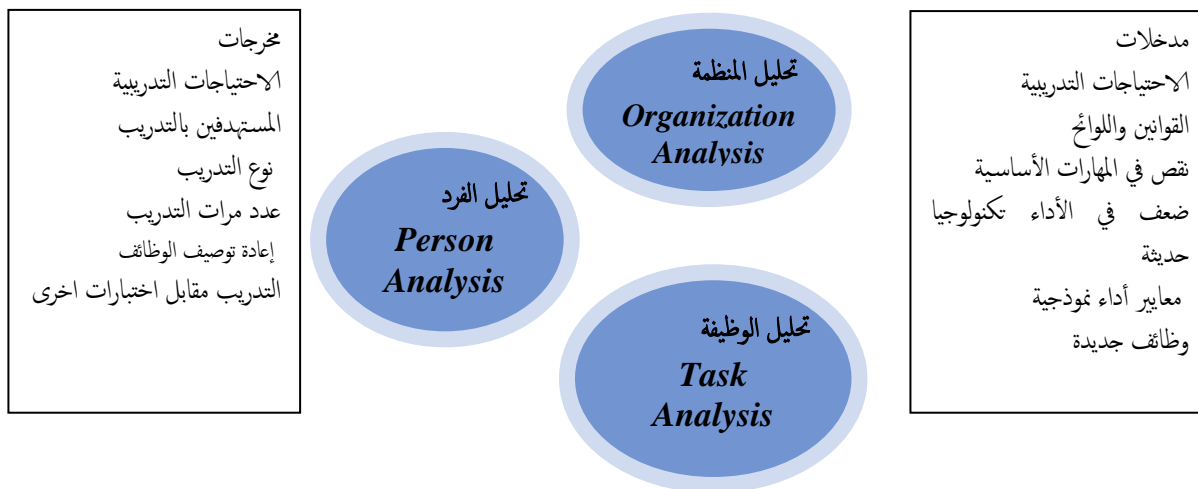 مدخلات
الاحتياجات التدريبية
القوانين واللوائح
نقص في المهارات الأساسية
ضعف في الأداء تكنولوجيا
حديثة
معايير أداء نموذجية
وظائف جديدة
تحليل المنظمة
Organization
Analysis
تحليل الفرد
Person
Analysis
تحليل الوظيفة
Task
Analysis
مخرجات
الاحتياجات التدريبية
المستهدفين بالتدريب
نوع التدريب
عدد مرات التدريب
إعادة توصيف الوظائف
التدريب مقابل اختبارات اخرى